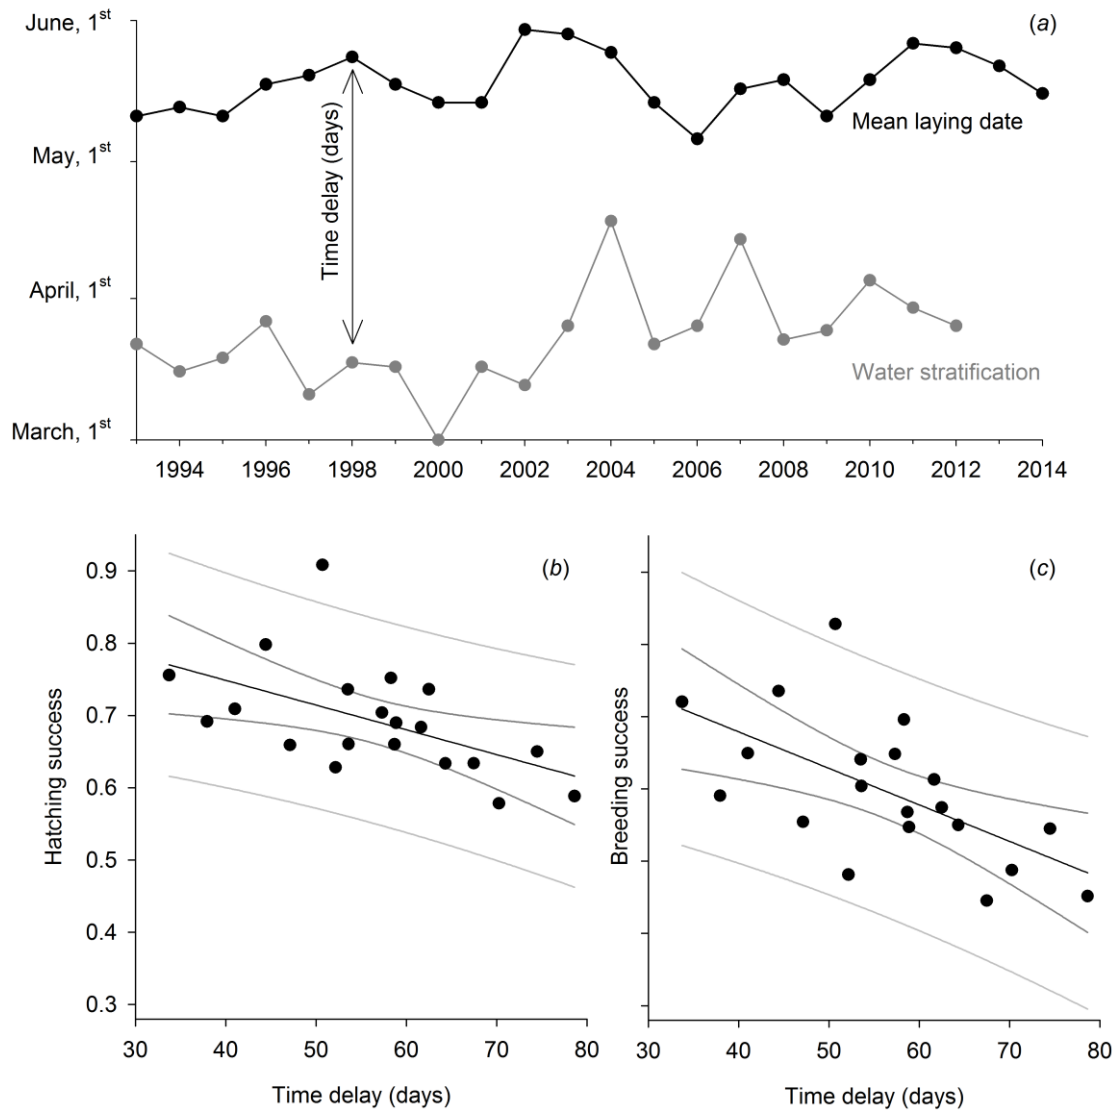 June, 1st
(a)
Mean laying date
May, 1st
Time delay (days)
April, 1st
Water stratification
March, 1st
1994 1996 1998 2000 2002 2004 2006 2008 2010 2012 2014
(b)
0.9
0.8
0.7
0.6
0.5
0.4
0.3
Hatching success
30 40 50 60 70 80
Time delay (days)
(c)
Breeding success
30 40 50 60 70 80
Time delay (days)